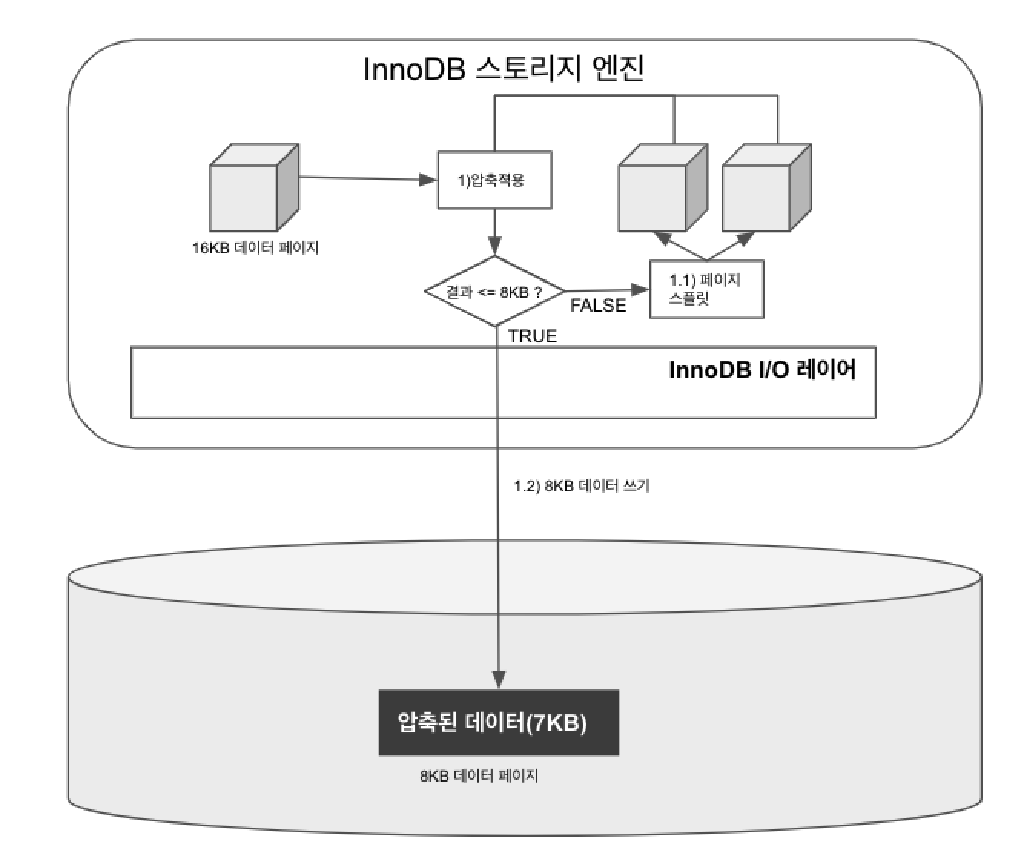 InnoDB 스토리지 엔진
1)압축적용
16KB 데이터 페이지
결과 <= 8KB ?
FALSE
1.1) 페이지
스플릿
TRUE
InnoDB I/O 레이어
1.2) 8KB 데이터 쓰기
압축된 데이터(7KB)
8KB 데이터 페이지